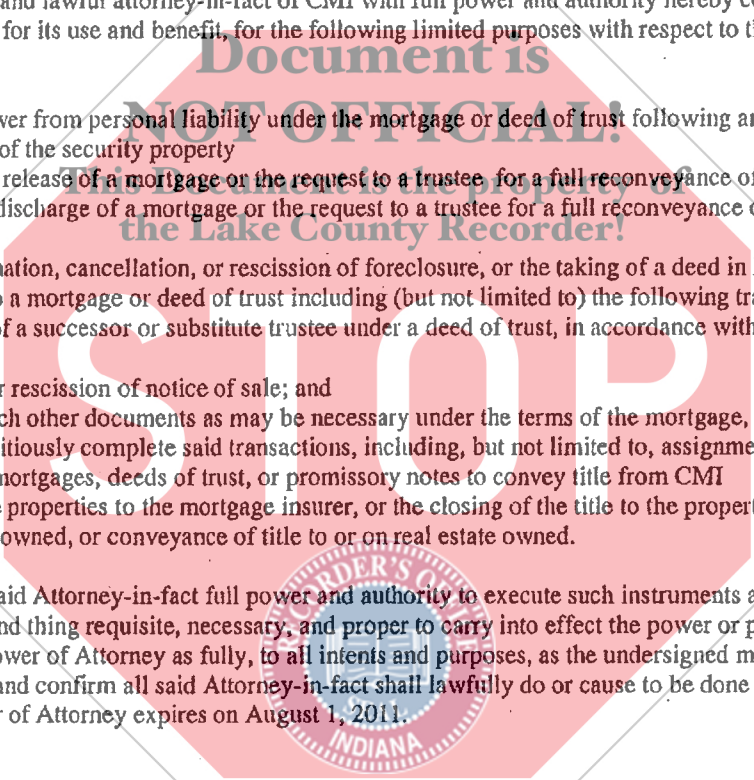 and lawful attorney-in-fact of CMI with full power and authority hereby
for its use and benefit, for the following limited purposes with respect to
Document is
NOT OFFICIAL!
ver from personal liability under the mortgage or deed of trust following
of the security property
This Document is the property of
the Lake County Recorder!
release of a mortgage or the request to a trustee for a full reconveyance of
discharge of a mortgage or the request to a trustee for a full reconveyance
ation, cancellation, or rescission of foreclosure, or the taking of a deed in
a mortgage or deed of trust including (but not limited to) the following tra
of a successor or substitute trustee under a deed of trust, in accordance with
STOP
r rescission of notice of sale; and
ch other documents as may be necessary under the terms of the mortgage,
itiously complete said transactions, including, but not limited to, assignme
mortgages, deeds of trust, or promissory notes to convey title from CMI
e properties to the mortgage insurer, or the closing of the title to the propert
owned, or conveyance of title to or on real estate owned.
aid Attorney-in-fact full power and authority to execute such instruments a
nd thing requisite, necessary, and proper to carry into effect the power or p
ower of Attorney as fully, to all intents and purposes, as the undersigned m
and confirm all said Attorney-in-fact shall lawfully do or cause to be done
r of Attorney expires on August 1, 2011.
INDIANA